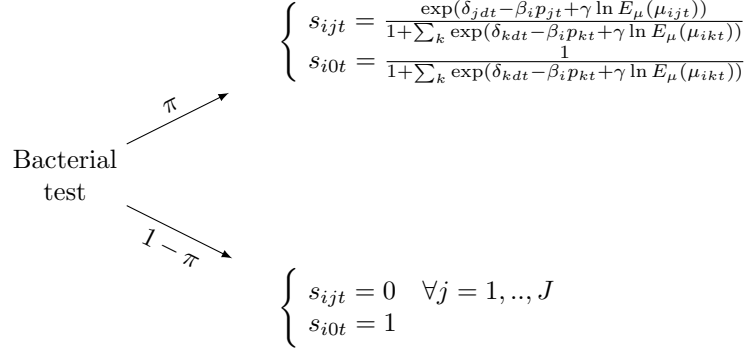 s_{ijt} = \frac{\exp(\delta_{jdt} - \beta_i p_{jt} + \gamma \ln E_\mu(\mu_{ijt}))}{1 + \sum_k \exp(\delta_{kdt} - \beta_i p_{kt} + \gamma \ln E_\mu(\mu_{ikt}))}
s_{i0t} = \frac{1}{1 + \sum_k \exp(\delta_{kdt} - \beta_i p_{kt} + \gamma \ln E_\mu(\mu_{ikt}))}
π
Bacterial
test
1 − π
s_{ijt} = 0 ∀j = 1, .., J
s_{i0t} = 1